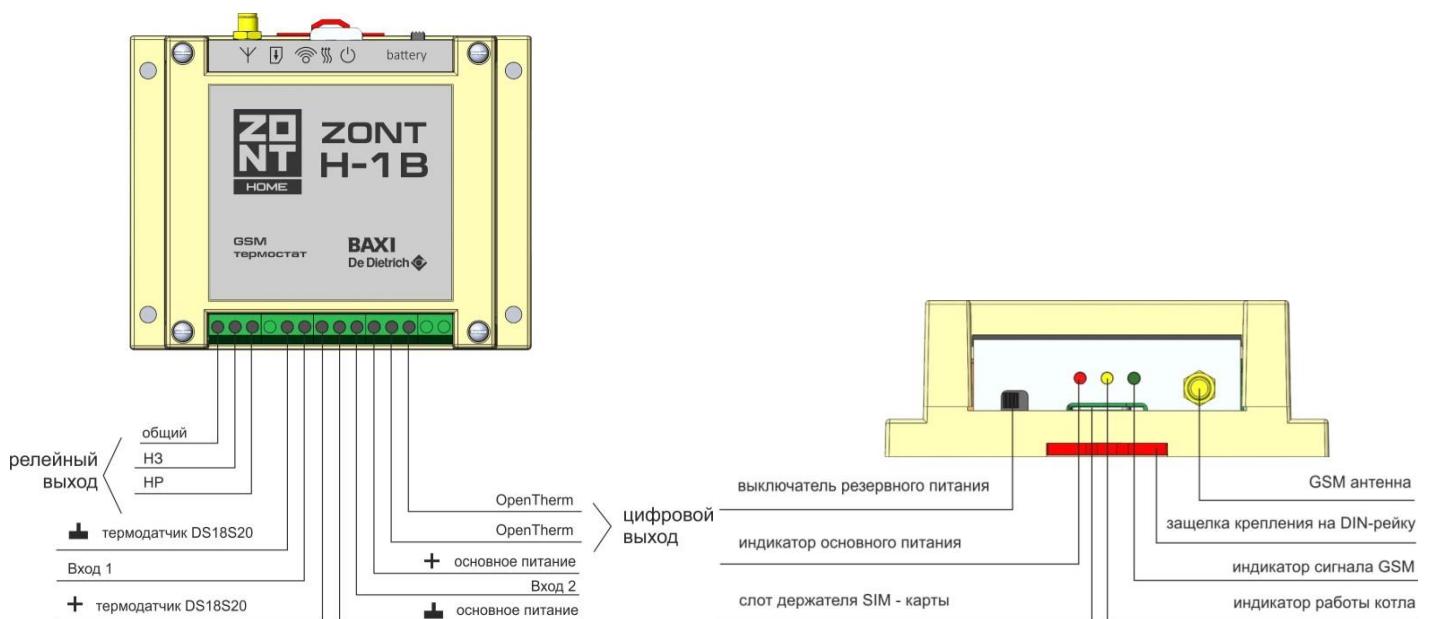 battery
ZONT
HOME
ZONT
H-1B
GSM
термостат
BAXI
De Dietrich
релейный
выход
общий
НЗ
НР
термодатчик DS18S20
Вход 1
+ термодатчик DS18S20
OpenTherm
OpenTherm
цифровой
выход
+ основное питание
Вход 2
основное питание
выключатель резервного питания
индикатор основного питания
слот держателя SIM - карты
GSM антенна
защелка крепления на DIN-рейку
индикатор сигнала GSM
индикатор работы котла